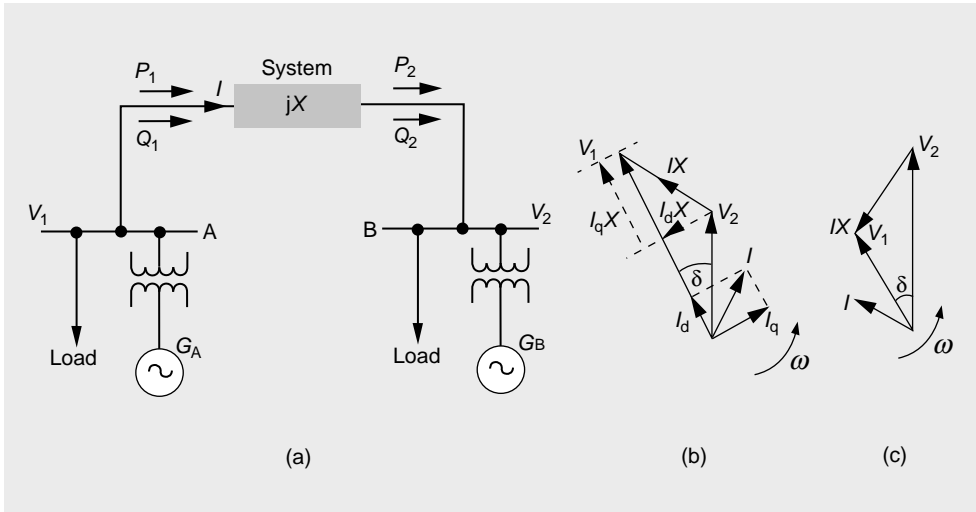 System
P1
I
jX
P2
Q1
Q2
V1
A
B
V2
Load
GA
Load
GB
(a)
V1
IX
IqX
IdX
V2
I
δ
Id
Iq
ω
(b)
V2
IX
V1
δ
I
ω
(c)